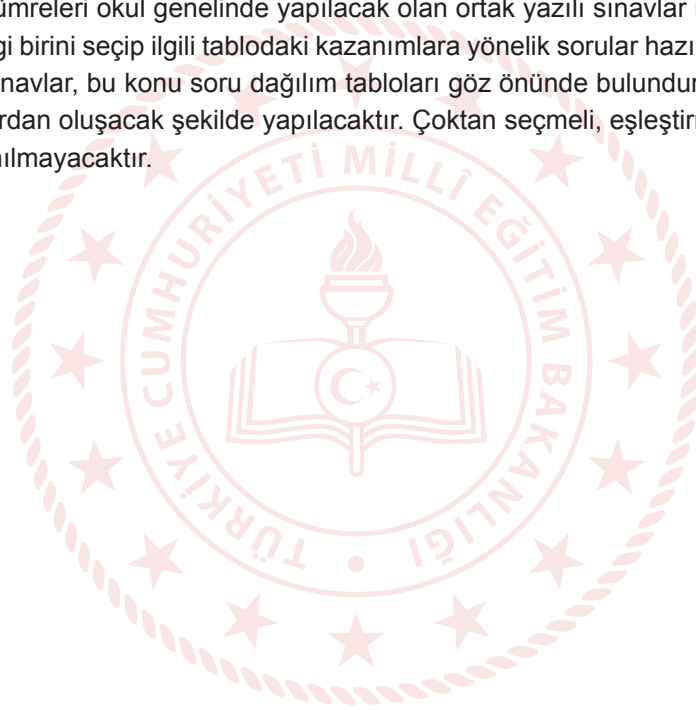 ümreleri okul genelinde yapılacak olan ortak yazılı sınavlar
gi birini seçip ilgili tablodaki kazanımlara yönelik sorular hazı
ınavlar, bu konu soru dağılım tabloları göz önünde bulundur
rdan oluşacak şekilde yapılacaktır. Çoktan seçmeli, eşleştir
nılmayacaktır.
TÜRKİYE CUMHURİYETİ MİLLÎ EĞİTİM BAKANLIĞI